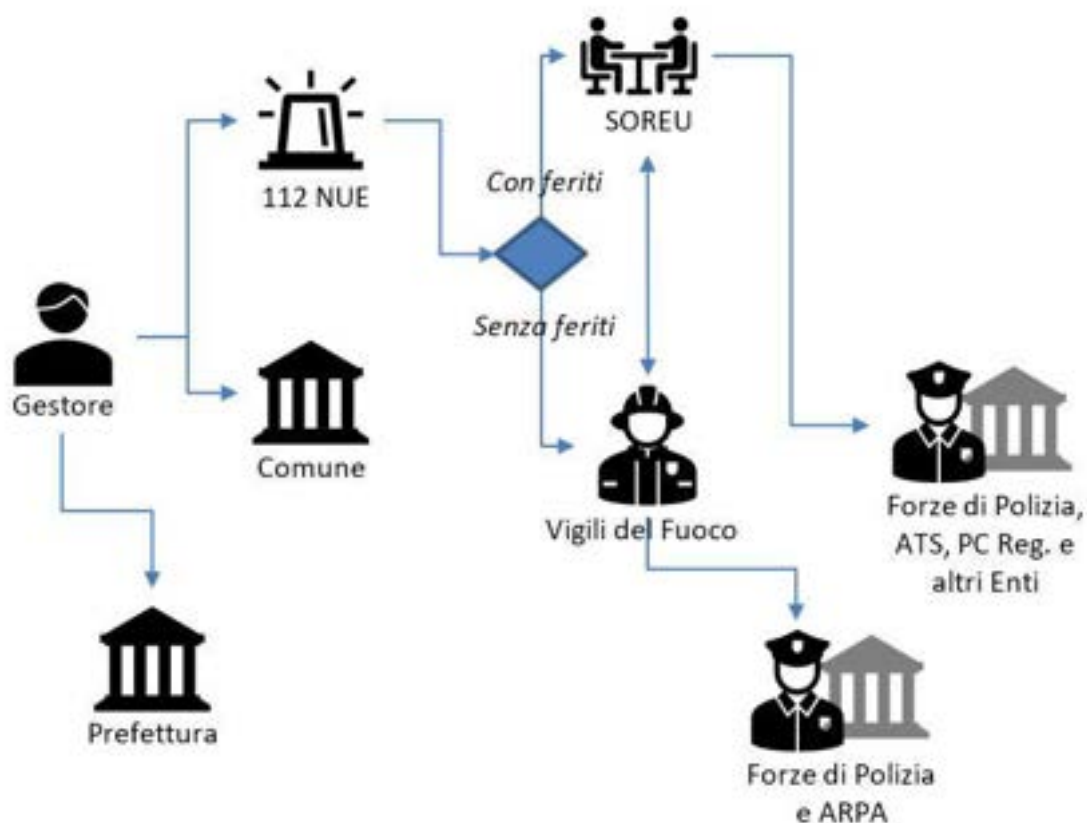 SOREU
Con feriti
112 NUE
Senza feriti
Gestore
Comune
Vigili del Fuoco
Forze di Polizia,
ATS, PC Reg. e
altri Enti
Prefettura
Forze di Polizia
e ARPA